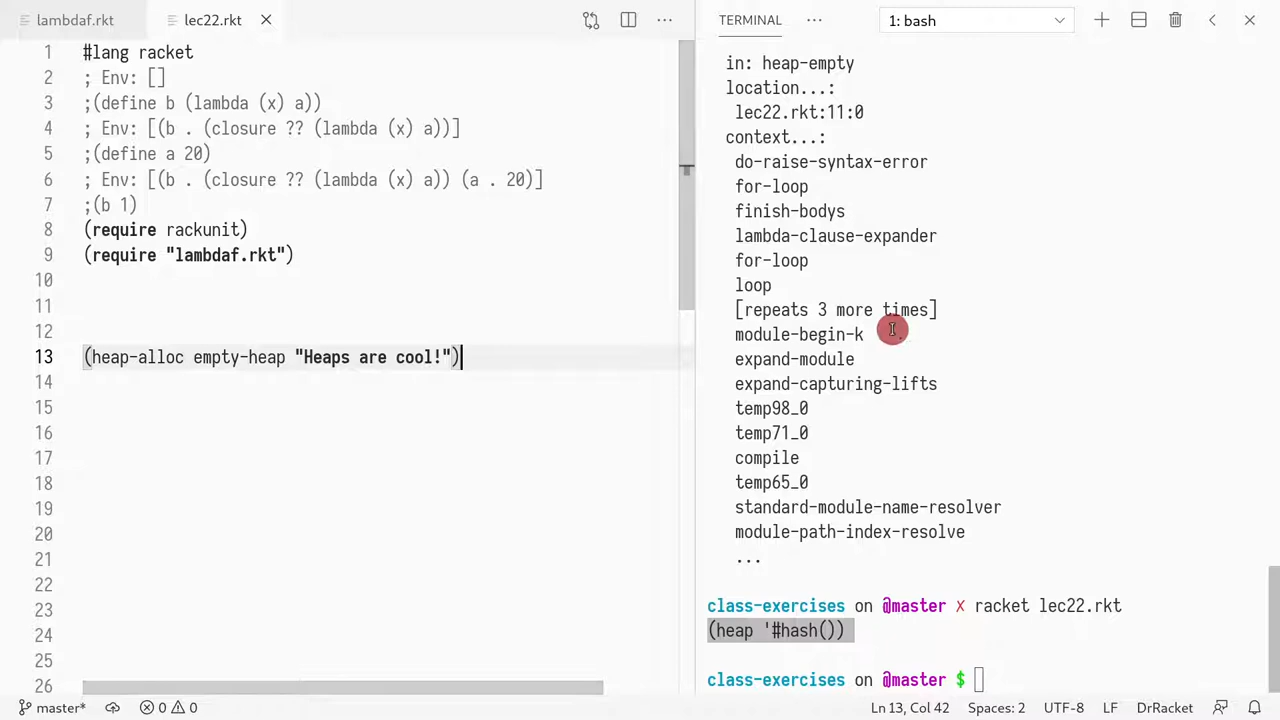 lambdaf.rkt
lec22.rkt
1 #lang racket
2 ; Env: []
3 ;(define b (lambda (x) a))
4 ; Env: [(b . (closure ?? (lambda (x) a))]
5 ;(define a 20)
6 ; Env: [(b . (closure ?? (lambda (x) a)) (a . 20)]
7 ;(b 1)
8 (require rackunit)
9 (require "lambdaf.rkt")
10
11
12
13 (heap-alloc empty-heap "Heaps are cool!")
14
15
16
17
18
19
20
21
22
23
24
25
26
TERMINAL ···
1: bash
in: heap-empty
location...:
lec22.rkt:11:0
context...:
do-raise-syntax-error
for-loop
finish-bodys
lambda-clause-expander
for-loop
loop
[repeats 3 more times]
module-begin-k
expand-module
expand-capturing-lifts
temp98_0
temp71_0
compile
temp65_0
standard-module-name-resolver
module-path-index-resolve
...
class-exercises on @master ✗ racket lec22.rkt
(heap '#hash())
class-exercises on @master $
master* 0 0
Ln 13, Col 42 Spaces: 2 UTF-8 LF DrRacket